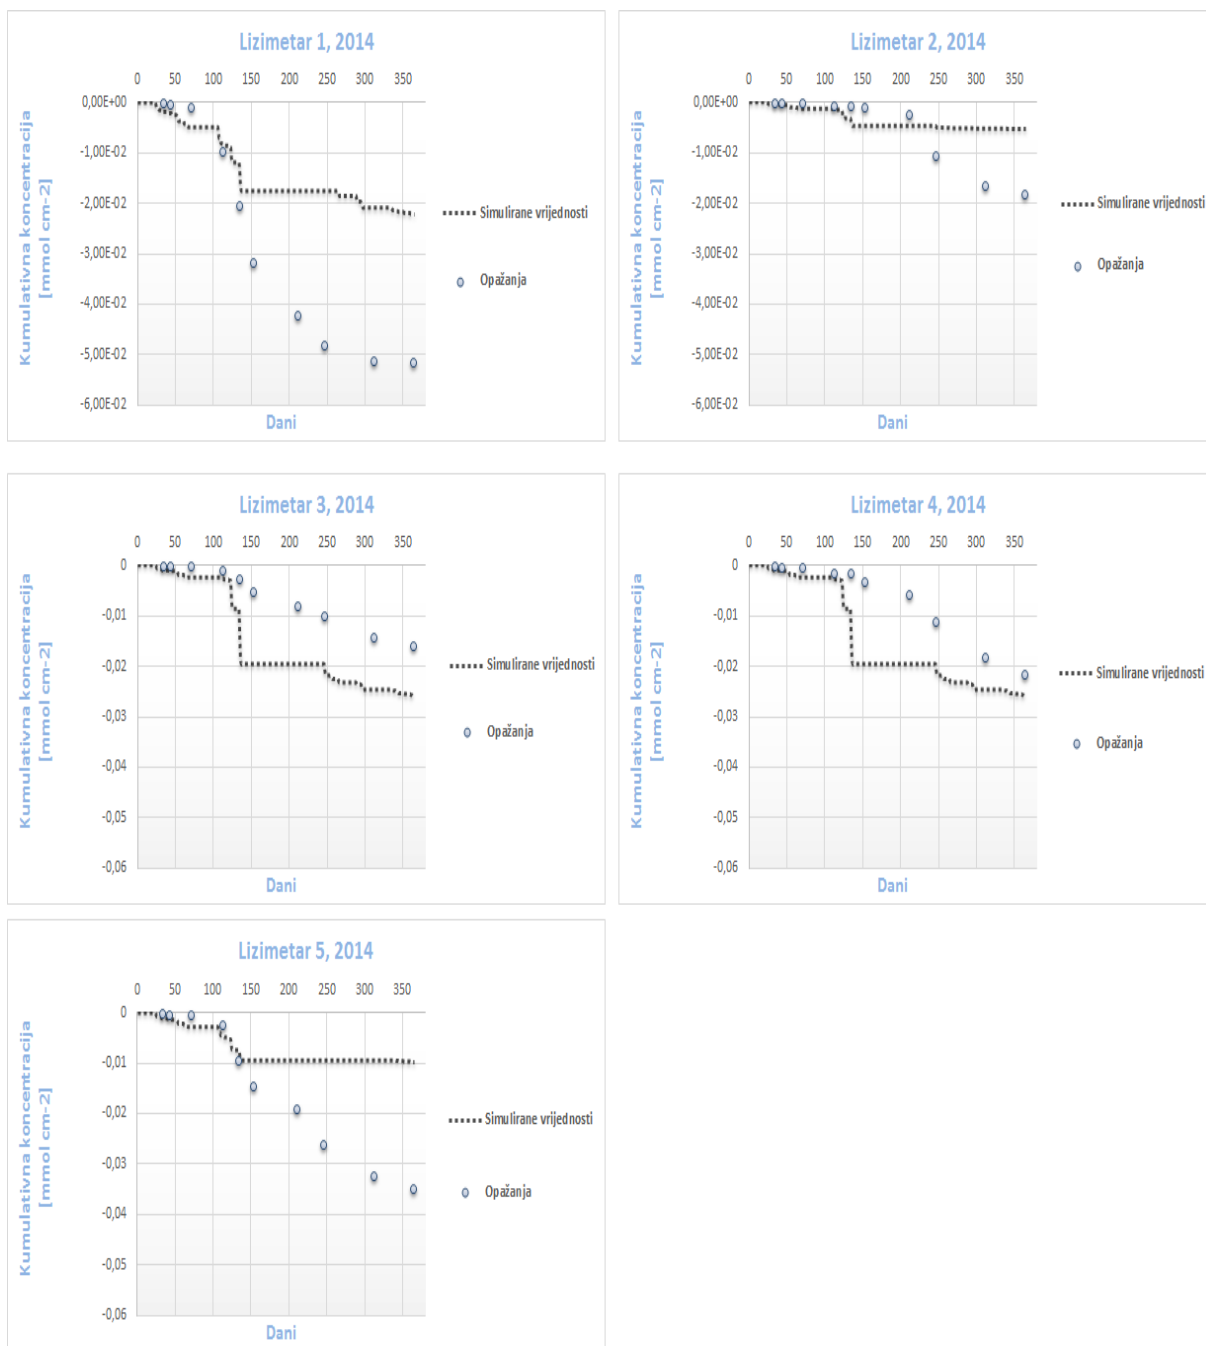 Lizimetar 1, 2014
0 50 100 150 200 250 300 350
0,00E+00
-1,00E-02
-2,00E-02
-3,00E-02
-4,00E-02
-5,00E-02
-6,00E-02
Kumulativna koncentracija
[mmol cm-2]
Dani
Simulirane vrijednosti
Opažanja
Lizimetar 2, 2014
0 50 100 150 200 250 300 350
0,00E+00
-1,00E-02
-2,00E-02
-3,00E-02
-4,00E-02
-5,00E-02
-6,00E-02
Kumulativna koncentracija
[mmol cm-2]
Dani
Simulirane vrijednosti
Opažanja
Lizimetar 3, 2014
0 50 100 150 200 250 300 350
0
-0,01
-0,02
-0,03
-0,04
-0,05
-0,06
Kumulativna koncentracija
[mmol cm-2]
Dani
Simulirane vrijednosti
Opažanja
Lizimetar 4, 2014
0 50 100 150 200 250 300 350
0
-0,01
-0,02
-0,03
-0,04
-0,05
-0,06
Kumulativna koncentracija
[mmol cm-2]
Dani
Simulirane vrijednosti
Opažanja
Lizimetar 5, 2014
0 50 100 150 200 250 300 350
0
-0,01
-0,02
-0,03
-0,04
-0,05
-0,06
Kumulativna koncentracija
[mmol cm-2]
Dani
Simulirane vrijednosti
Opažanja